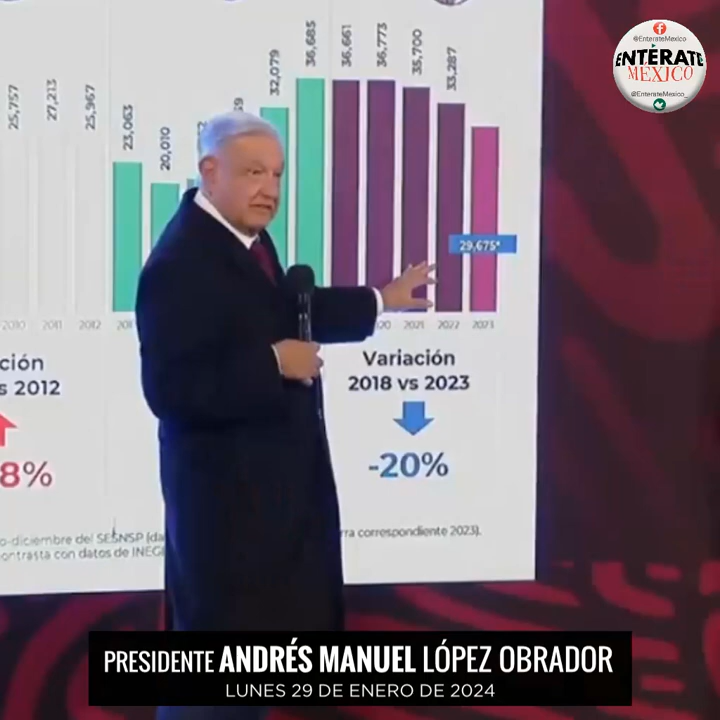 @EnterateMexico
ENTÉRATE
MÉXICO
@EnterateMexico_
25,757
27,213
25,967
23,063
20,010
32,079
36,685
36,661
36,773
35,700
33,287
29,675*
2010 2011 2012 2021 2022 2023
ción
s 2012
8%
Variación
2018 vs 2023
-20%
o-diciembre del SESNSP (da rra correspondiente 2023).
ontrasta con datos de INEGI
PRESIDENTE ANDRÉS MANUEL LÓPEZ OBRADOR
LUNES 29 DE ENERO DE 2024